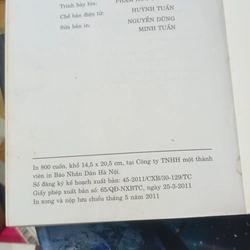 Trình bày bìa:
Chế bản điện tử: HUỲNH TUẤN
NGUYỄN DŨNG
Sửa bản in: MINH TUẤN
In 800 cuốn, khổ 14,5 x 20,5 cm, tại Công ty TNHH một thành
viên in Báo Nhân Dân Hà Nội.
Số đăng ký kế hoạch xuất bản: 45-2011/CXB/30-129/TC
Giấy phép xuất bản số: 65/QĐ-NXBTC, ngày 25-3-2011
In xong và nộp lưu chiểu tháng 5 năm 2011